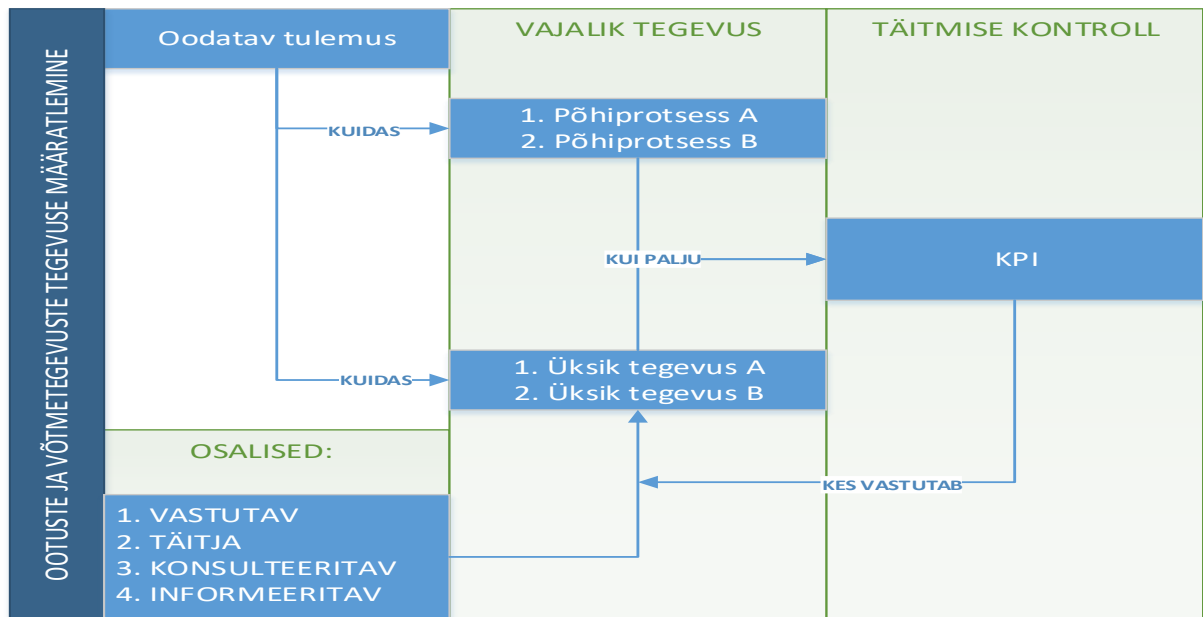 OOTUSTE JA VÕTMETEGEVUSTE TEGEVUSE MÄÄRATLEMINE
Oodatav tulemus
VAJALIK TEGEVUS
TÄITMISE KONTROLL
KUIDAS
1. Põhiprotsess A
2. Põhiprotsess B
KUI PALJU
KPI
KUIDAS
1. Üksik tegevus A
2. Üksik tegevus B
OSALISED:
KES VASTUTAB
1. VASTUTAV
2. TÄITJA
3. KONSULTEERITAV
4. INFORMEERITAV